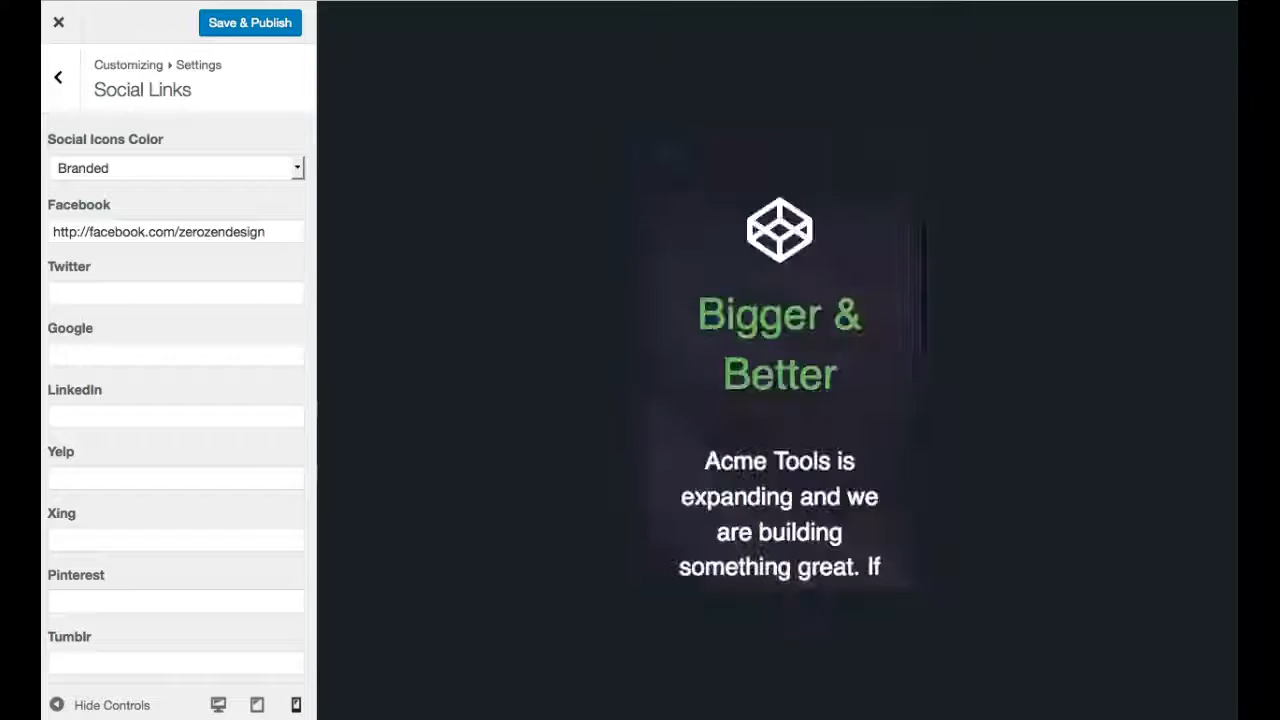 Save & Publish
Customizing ▸ Settings
Social Links
Social Icons Color
Branded
Facebook
http://facebook.com/zerozendesign
Twitter
Google
LinkedIn
Yelp
Xing
Pinterest
Tumblr
Hide Controls
Bigger &
Better
Acme Tools is
expanding and we
are building
something great. If